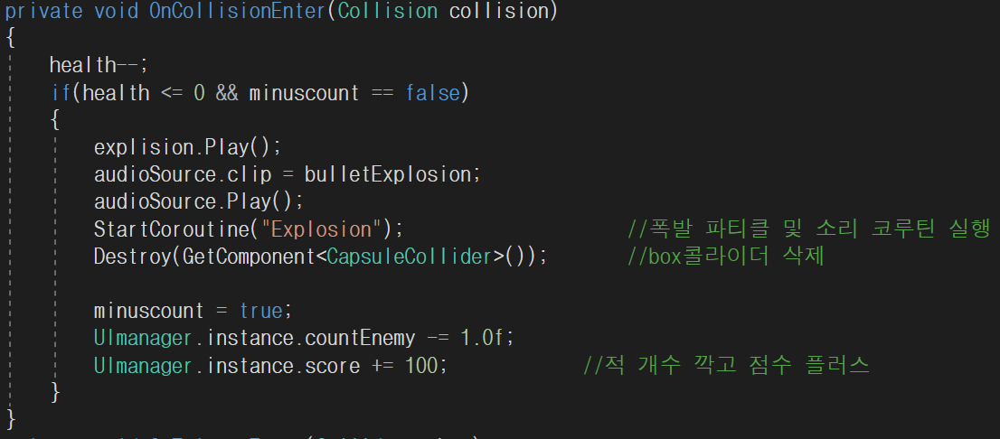 private void OnCollisionEnter(Collision collision)
{
health--;
if(health <= 0 && minuscount == false)
{
explision.Play();
audioSource.clip = bulletExplosion;
audioSource.Play();
StartCoroutine("Explosion"); //폭발 파티클 및 소리 코루틴 실행
Destroy(GetComponent<CapsuleCollider>()); //box콜라이더 삭제
minuscount = true;
UImanager.instance.countEnemy -= 1.0f;
UImanager.instance.score += 100; //적 개수 깍고 점수 플러스
}
}